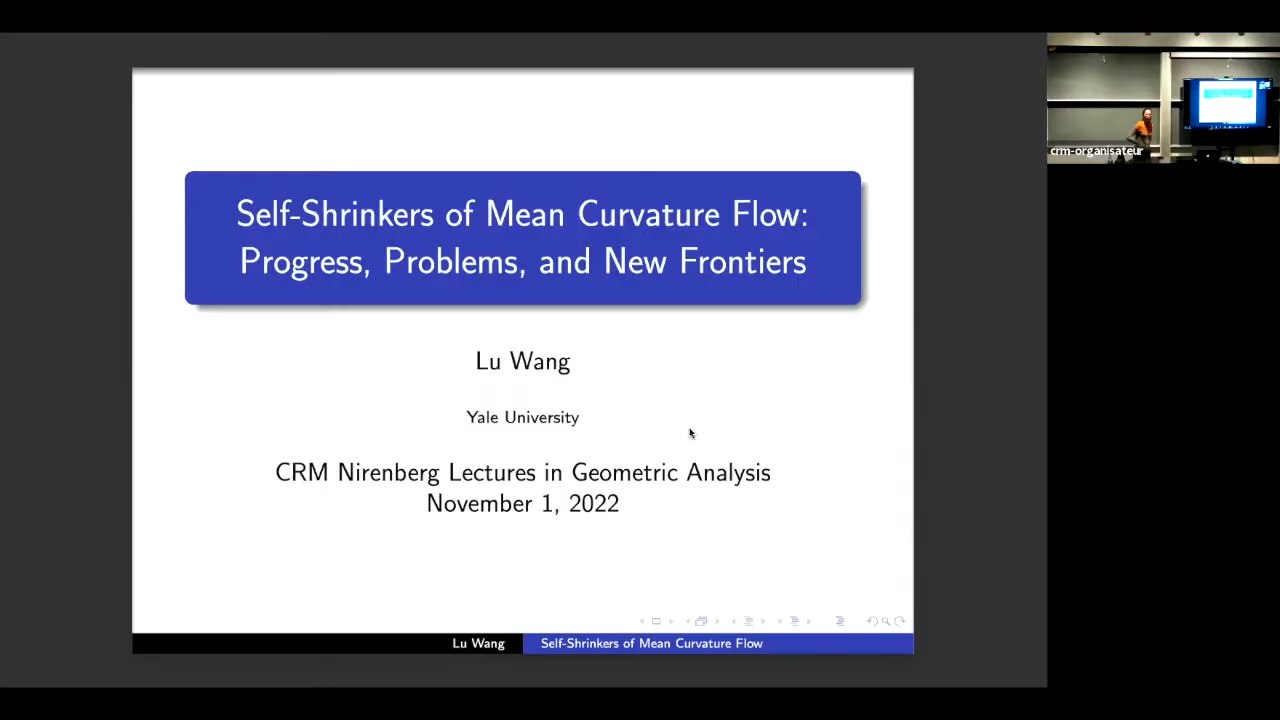 Self-Shrinkers of Mean Curvature Flow:
Progress, Problems, and New Frontiers
Lu Wang
Yale University
CRM Nirenberg Lectures in Geometric Analysis
November 1, 2022
Lu Wang
Self-Shrinkers of Mean Curvature Flow
crm-organisateur